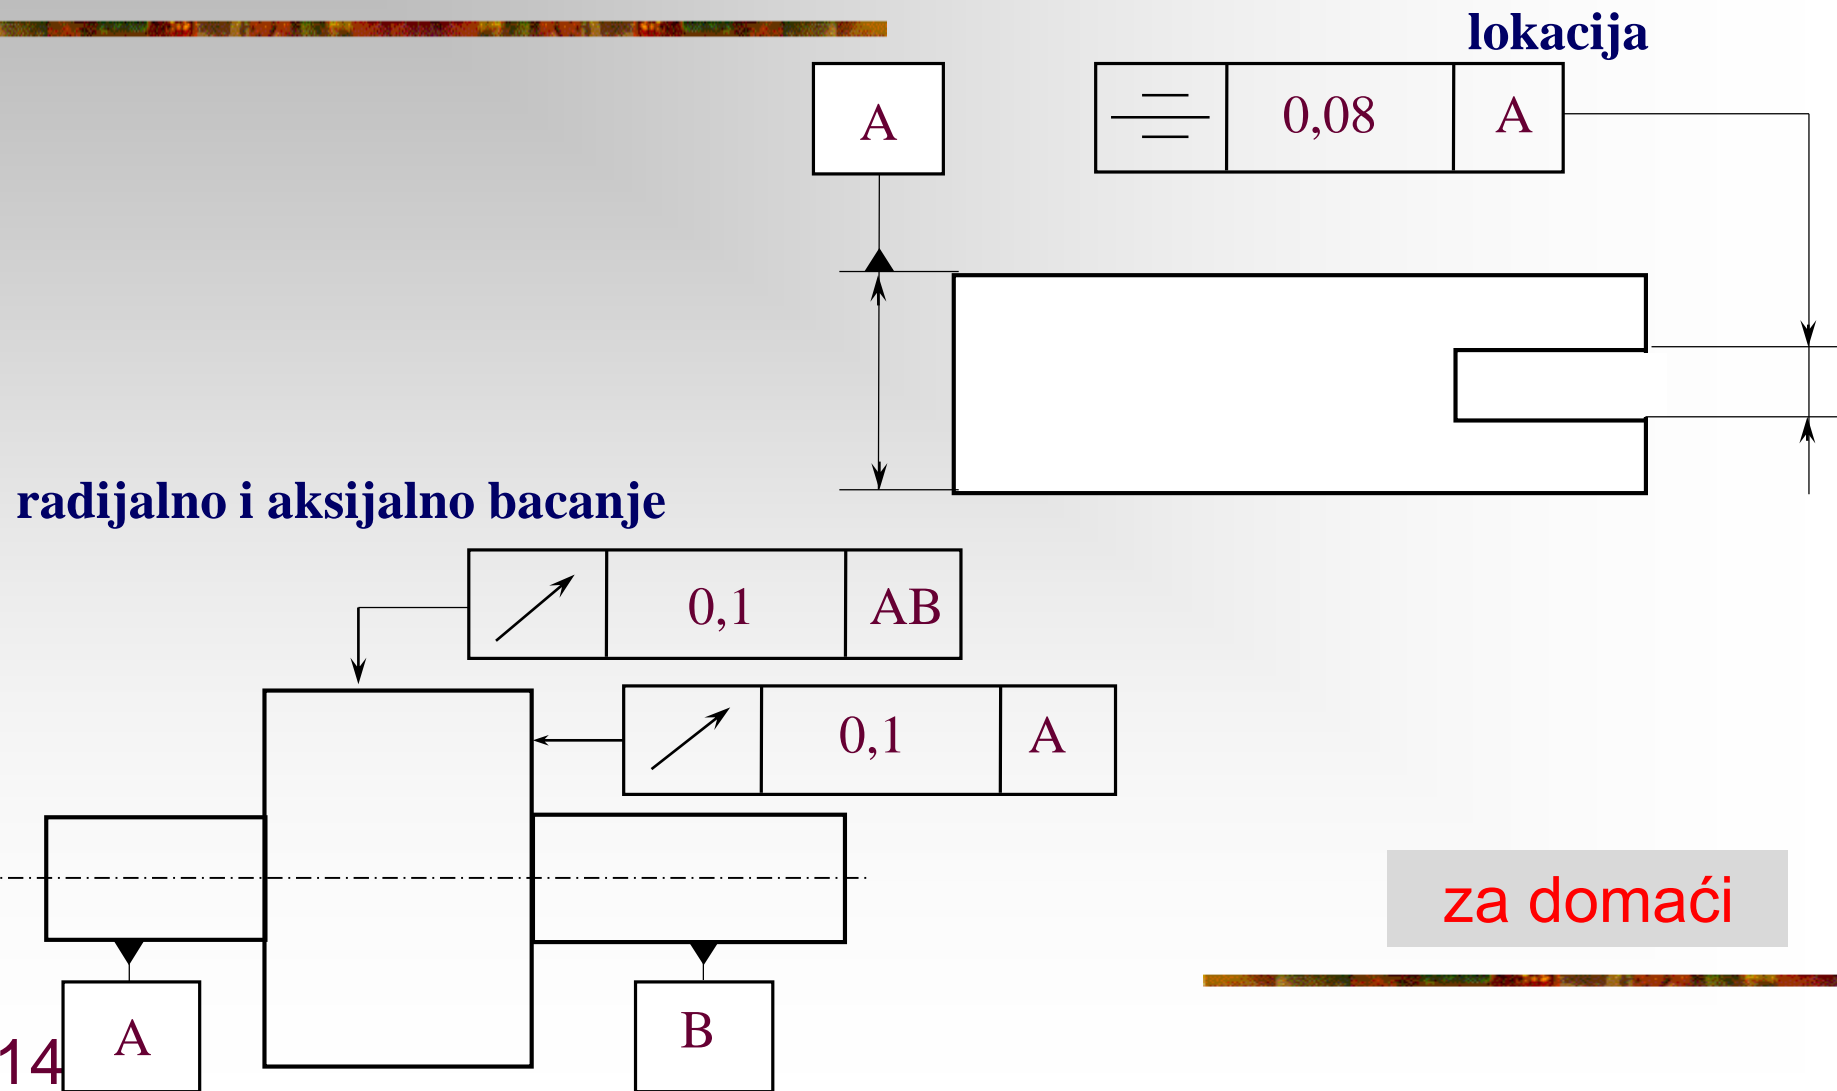 lokacija
A
0,08 A
radijalno i aksijalno bacanje
0,1 AB
0,1 A
za domaći
A
B
14